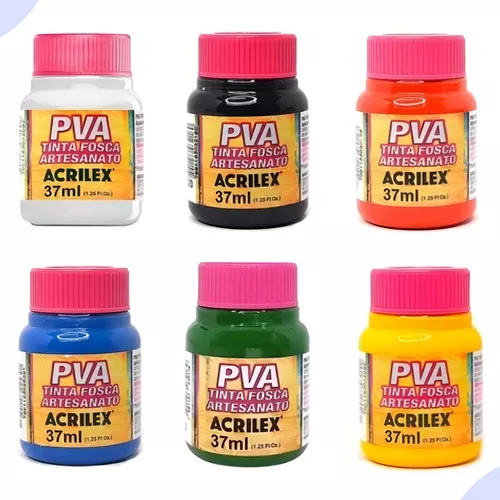 PVA
TINTA FOSCA
ARTESANATO
ACRILEX
37ml (1.25 Fl Oz.)
PVA
TINTA FOSCA
ARTESANATO
ACRILEX
37ml (1.25 Fl Oz.)
PVA
TINTA FOSCA
ARTESANATO
ACRILEX
37ml (1.25 Fl Oz.)
PVA
TINTA FOSCA
ARTESANATO
ACRILEX
37ml (1.25 Fl Oz.)
PVA
TINTA FOSCA
ARTESANATO
ACRILEX
37ml (1.25 Fl Oz.)
PVA
TINTA FOSCA
ARTESANATO
ACRILEX
37ml (1.25 Fl Oz.)